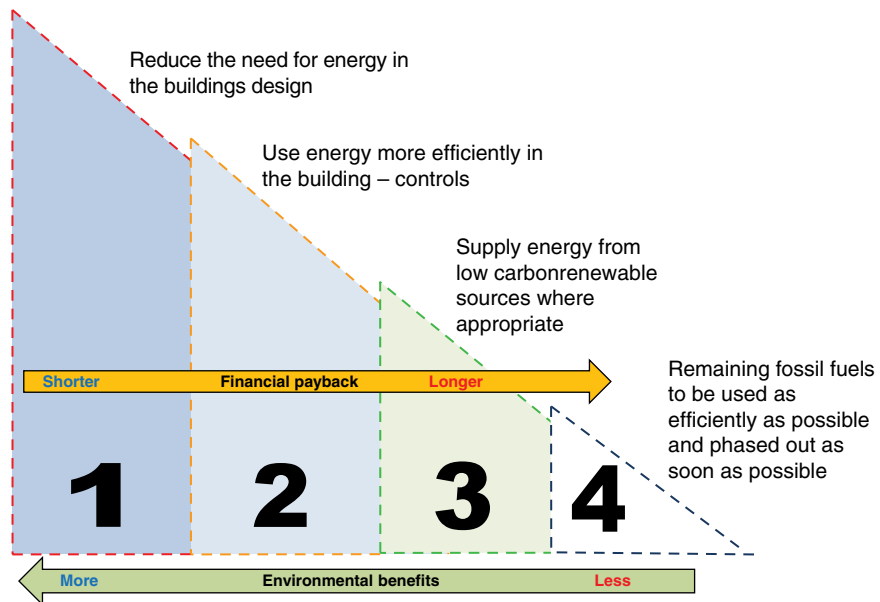 Reduce the need for energy in
the buildings design
Use energy more efficiently in
the building – controls
Supply energy from
low carbonrenewable
sources where
appropriate
Remaining fossil fuels
to be used as
efficiently as possible
and phased out as
soon as possible
Shorter Financial payback Longer
1 2 3 4
More Environmental benefits Less